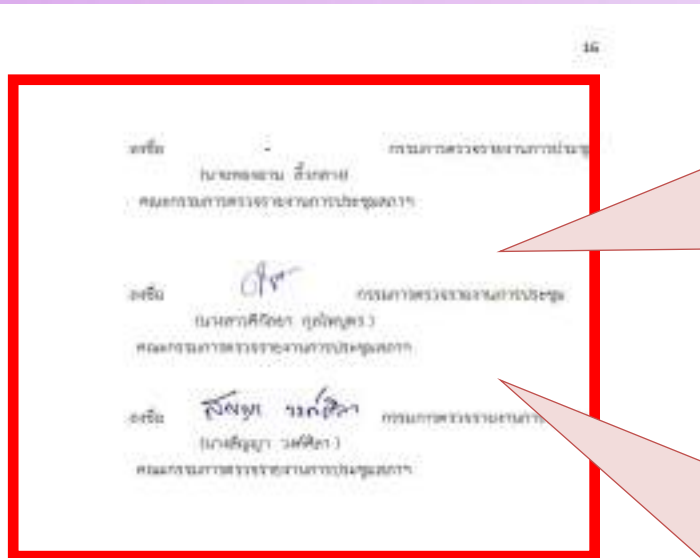 16
ลงชื่อ - กรรมการตรวจรายงานการประชุม
คณะกรรมการตรวจรายงานการประชุมสภาฯ
ลงชื่อ กรรมการตรวจรายงานการประชุม
คณะกรรมการตรวจรายงานการประชุมสภาฯ
ลงชื่อ สัญญา วงศ์ศิลา กรรมการตรวจรายงานการ
(นายสัญญา วงศ์ศิลา)
คณะกรรมการตรวจรายงานการประชุมสภาฯ